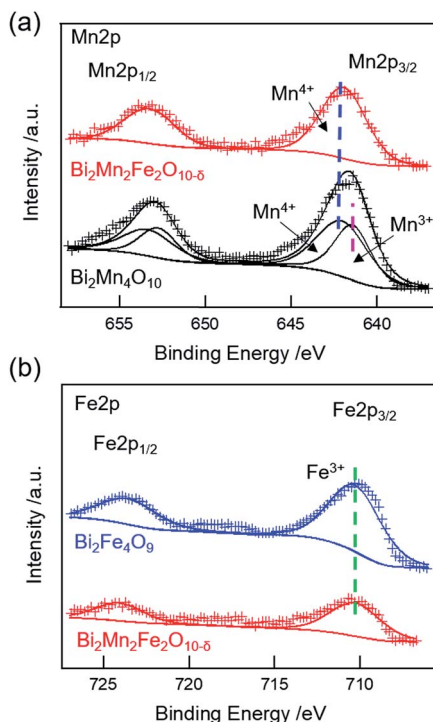 (a)
Mn2p
Mn2p₁/₂
Mn2p₃/₂
Mn⁴⁺
Bi₂Mn₂Fe₂O₁₀₋δ
Mn⁴⁺
Mn³⁺
Bi₂Mn₄O₁₀
Intensity /a.u.
655 650 645 640
Binding Energy /eV
(b)
Fe2p
Fe2p₃/₂
Fe2p₁/₂
Fe³⁺
Bi₂Fe₄O₉
Bi₂Mn₂Fe₂O₁₀₋δ
Intensity /a.u.
725 720 715 710
Binding Energy /eV